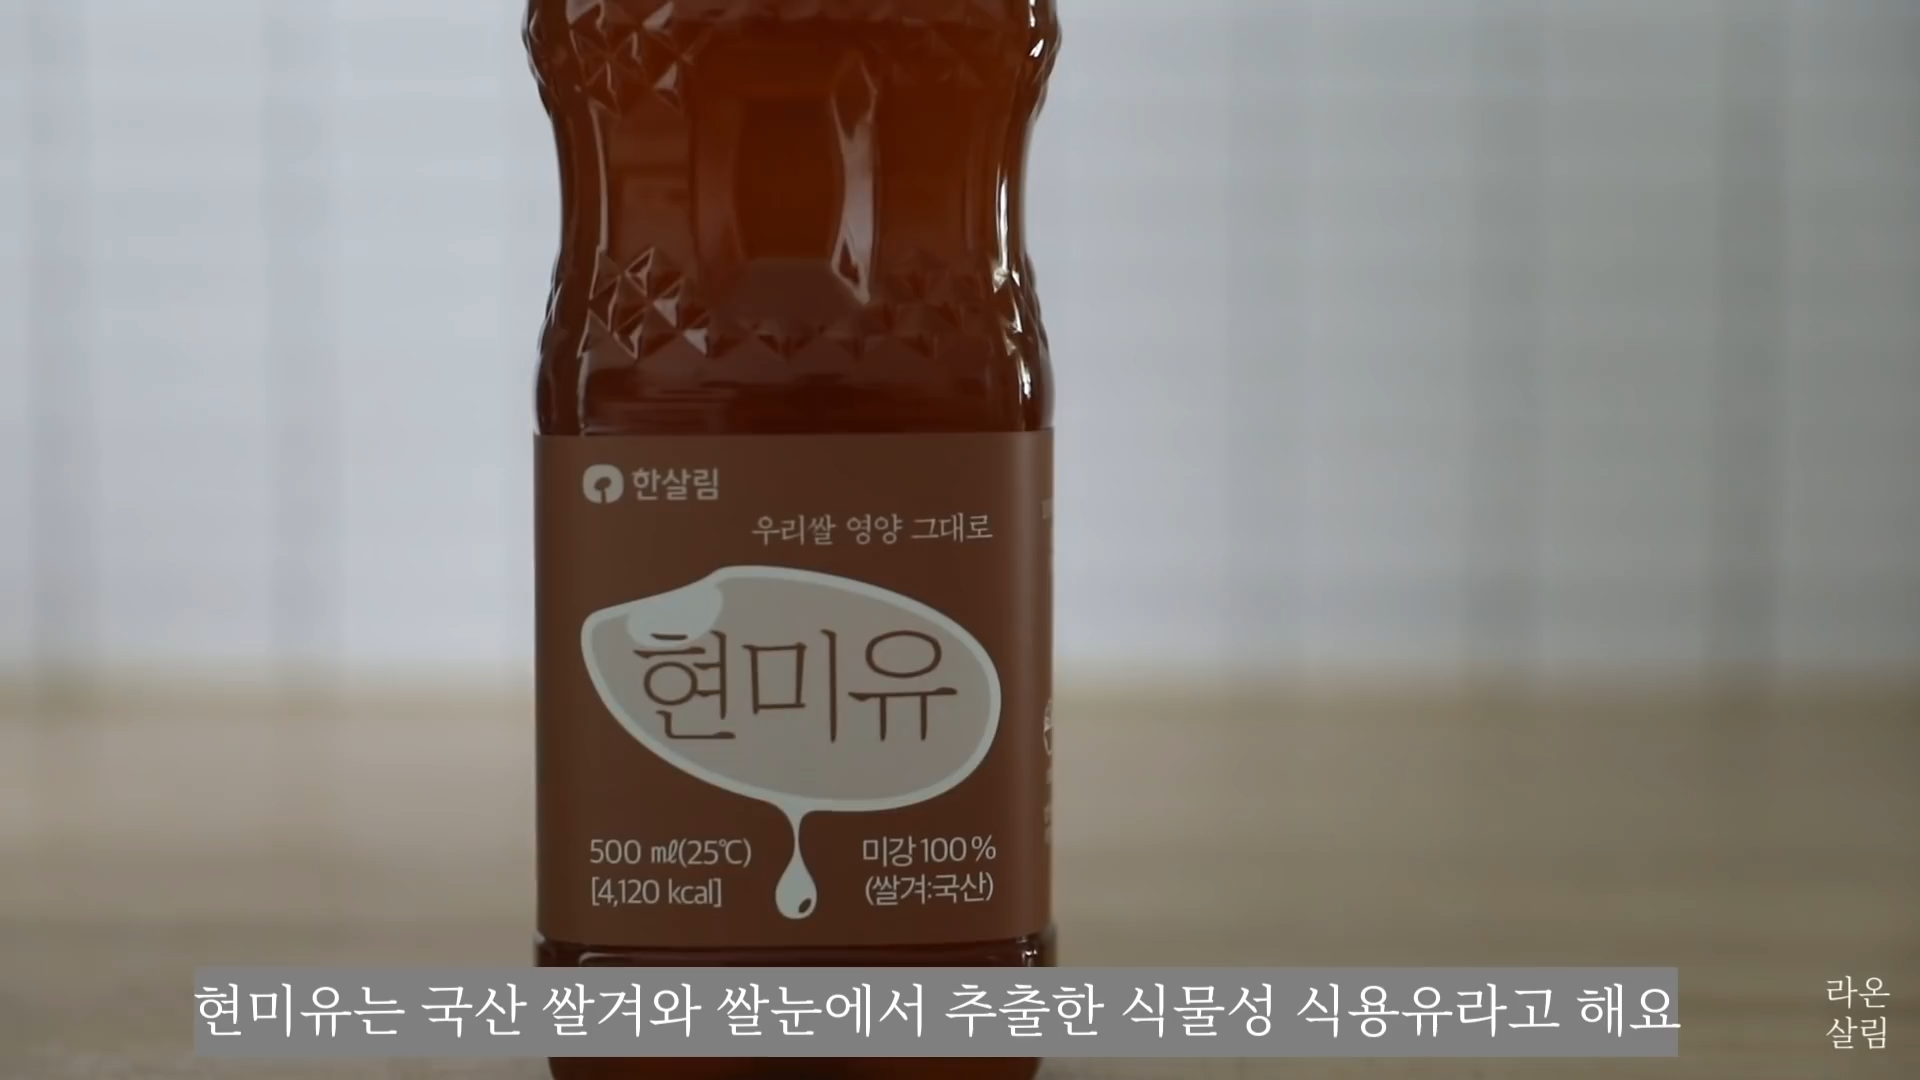 한살림
우리쌀 영양 그대로
현미유
500 ㎖(25℃)
[4,120 kcal]
미강 100%
(쌀겨:국산)
현미유는 국산 쌀겨와 쌀눈에서 추출한 식물성 식용유라고 해요
라온
살림